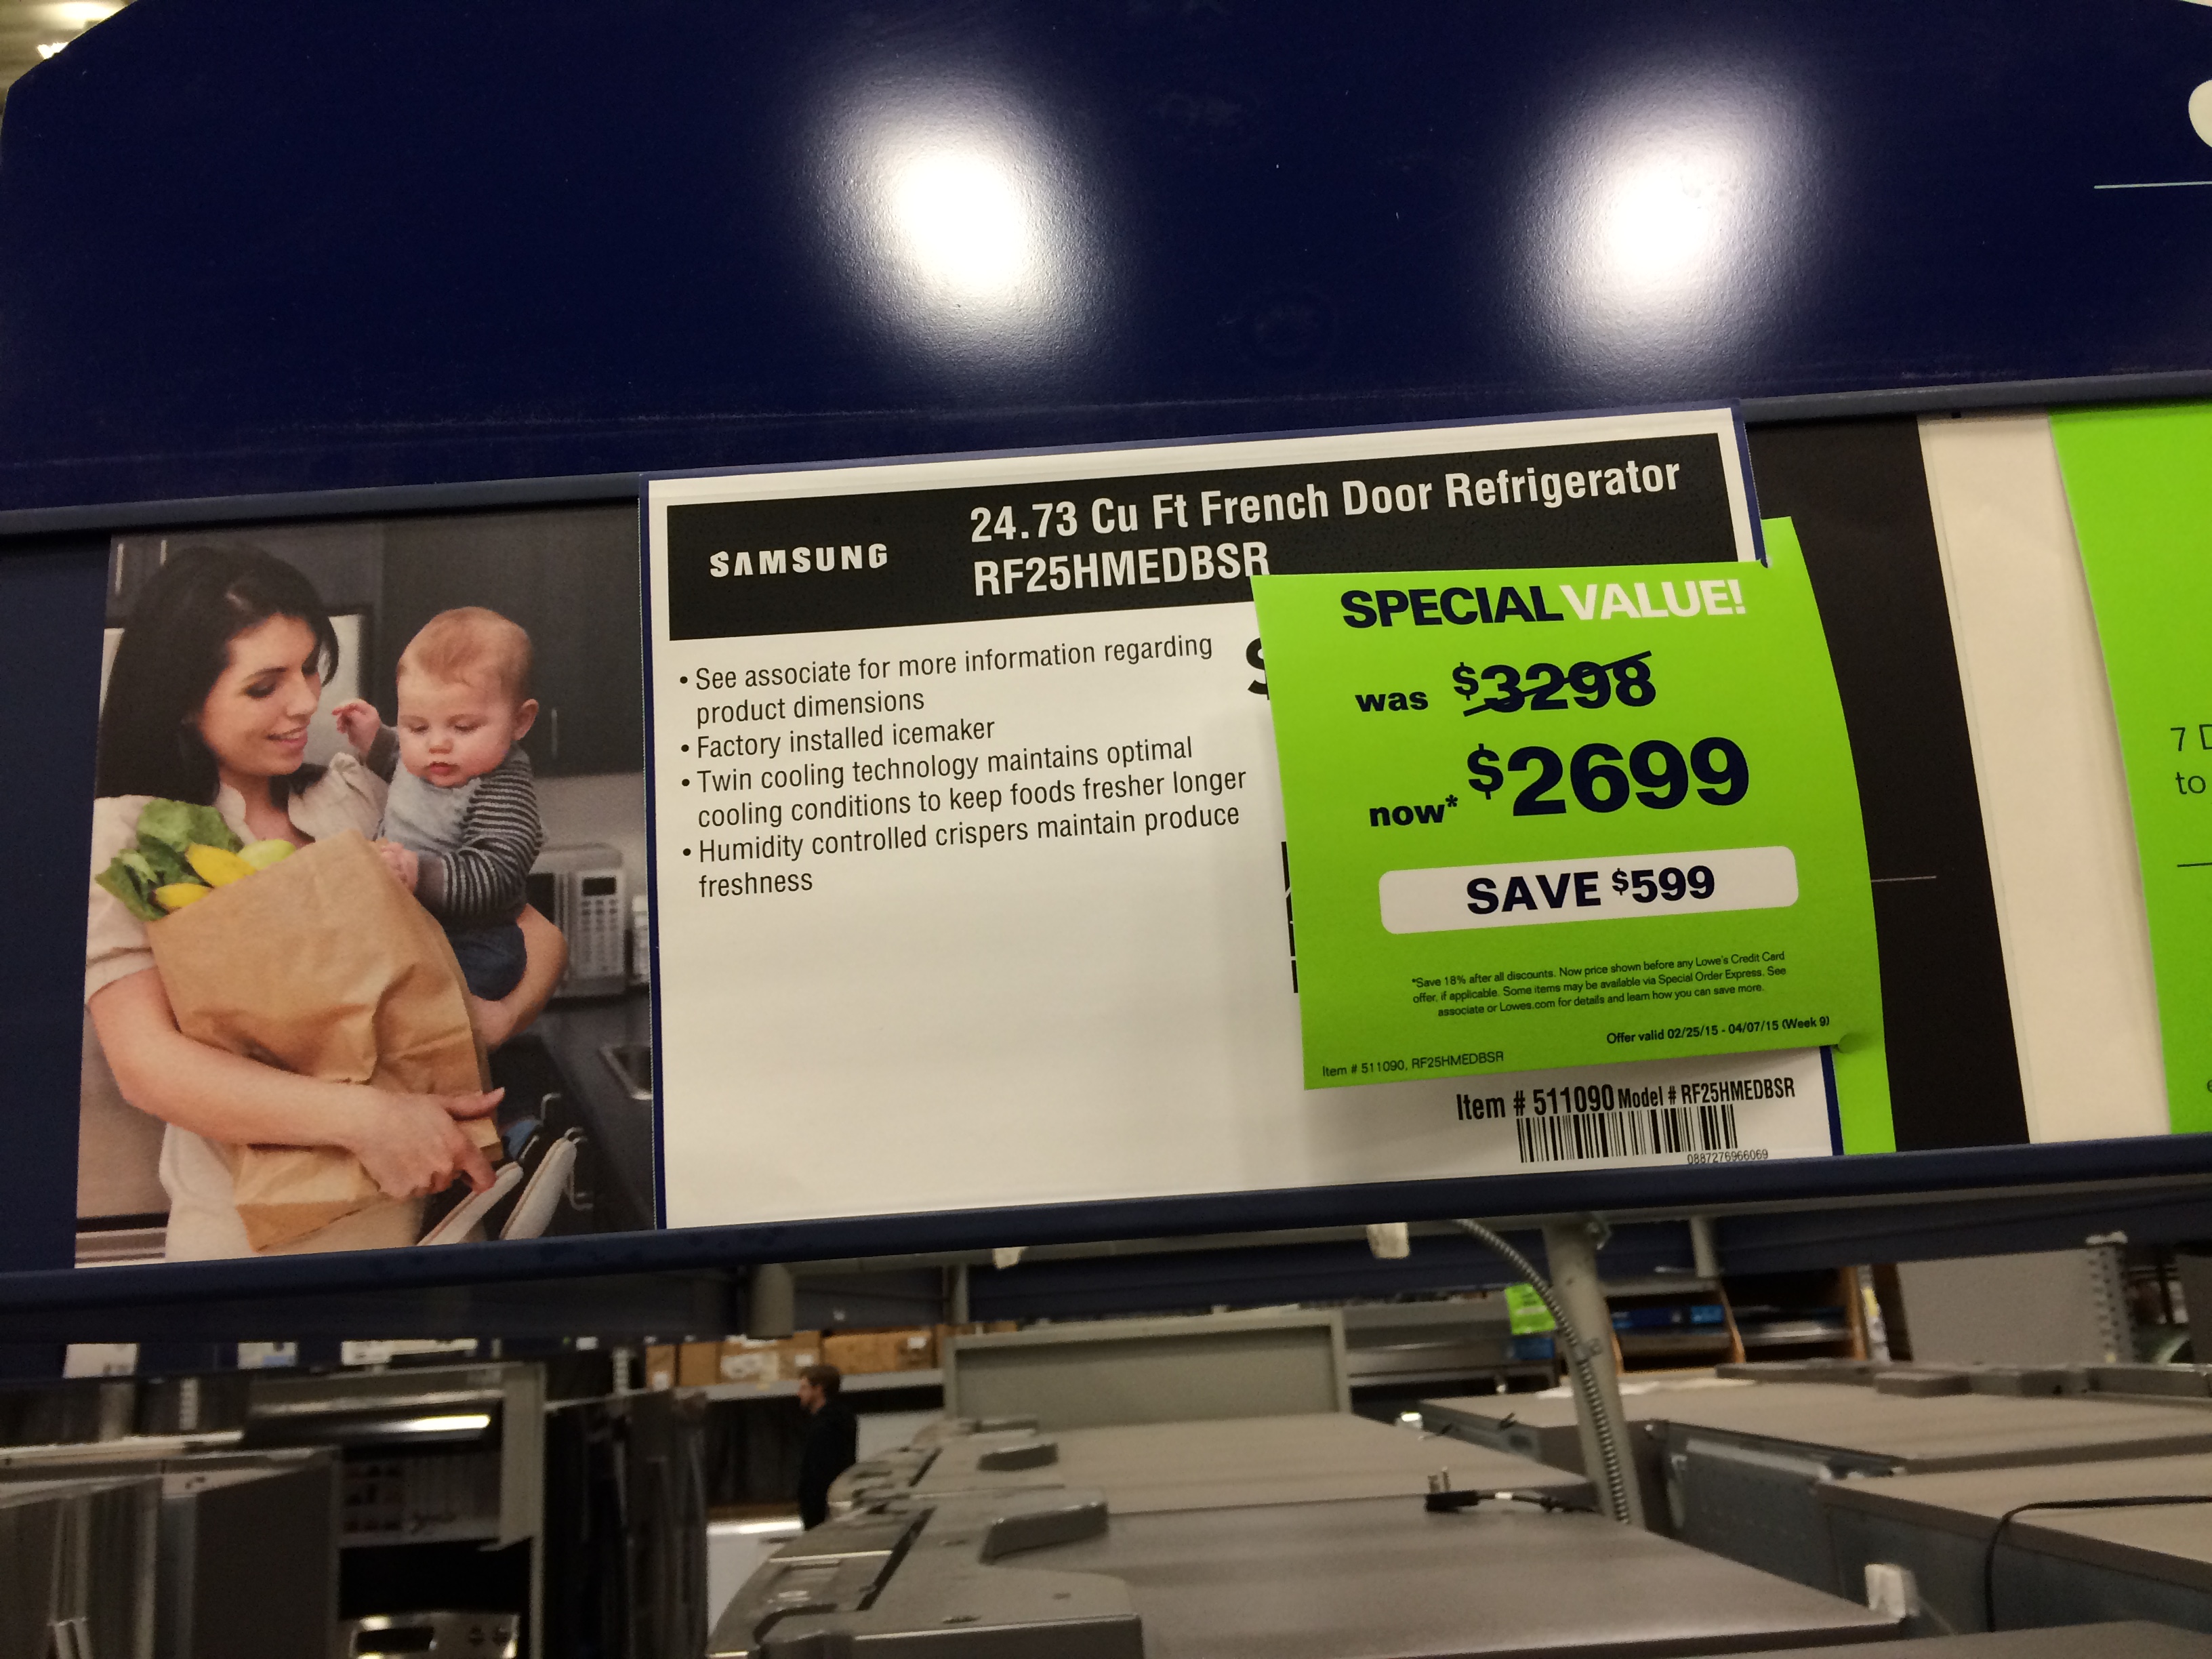 SAMSUNG
24.73 Cu Ft French Door Refrigerator
RF25HMEDBSR
• See associate for more information regarding
product dimensions
• Factory installed icemaker
• Twin cooling technology maintains optimal
cooling conditions to keep foods fresher longer
• Humidity controlled crispers maintain produce
freshness
SPECIAL VALUE!
was $3298
now* $2699
SAVE $599
*Save 18% after all discounts. Now price shown before any Lowe's Credit Card
offer, if applicable. Some items may be available via Special Order Express. See
associate or Lowes.com for details and learn how you can save more.
Offer valid 02/25/15 - 04/07/15 (Week 9)
Item # 511090, RF25HMEDBSR
Item # 511090 Model # RF25HMEDBSR
0887276966069
7 D
to